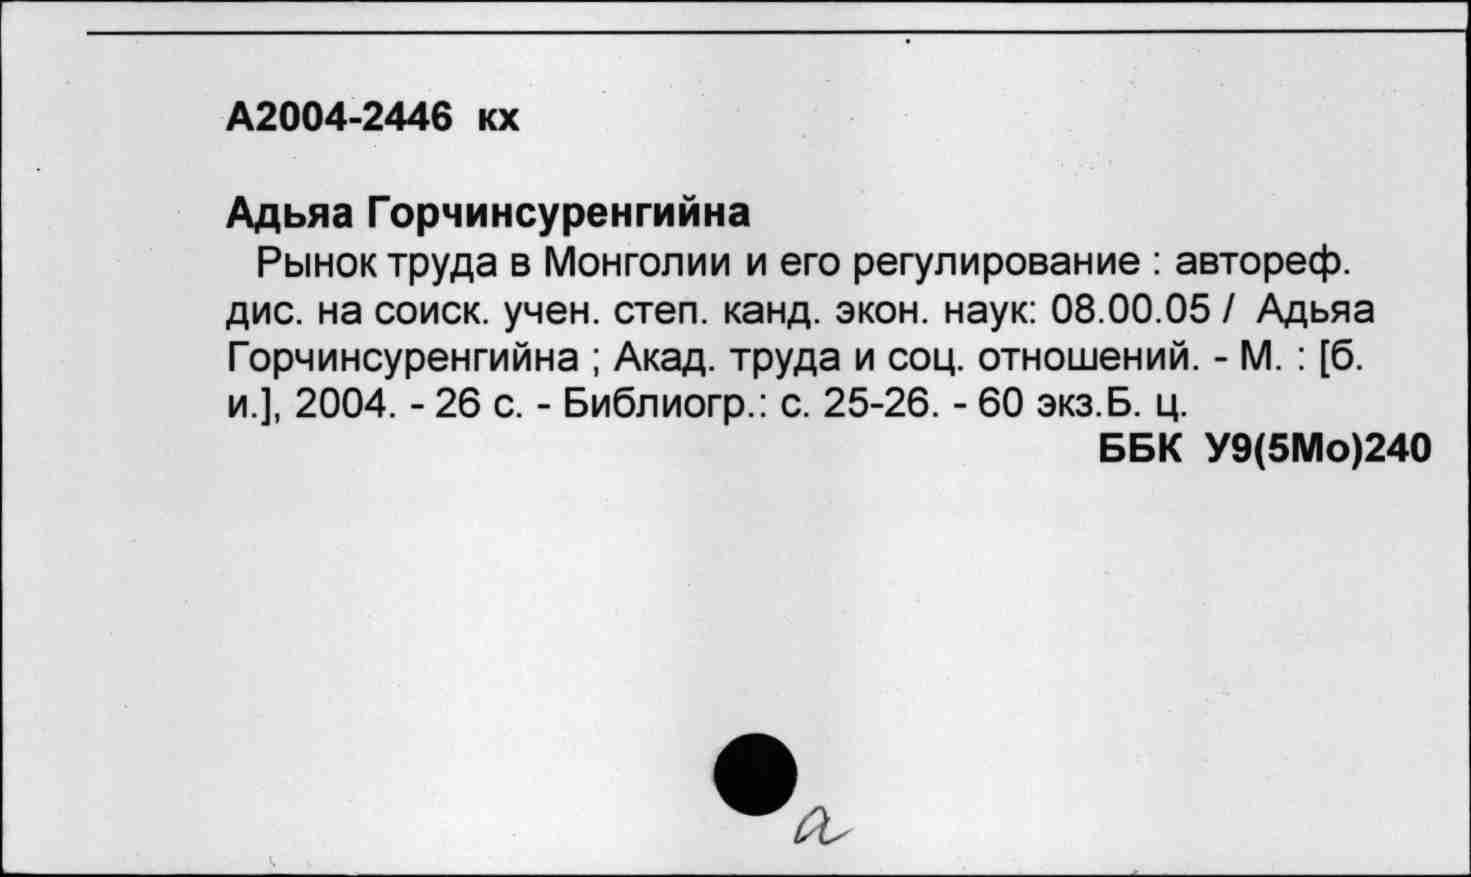 А2004-2446 кх
Адьяа Горчинсуренгийна
Рынок труда в Монголии и его регулирование : автореф.
дис. на соиск. учен. степ. канд. экон. наук: 08.00.05 / Адьяа
Горчинсуренгийна ; Акад. труда и соц. отношений. - М. : [б.
и.], 2004. - 26 с. - Библиогр.: с. 25-26. - 60 экз.Б. ц.
ББК У9(5Мо)240
а